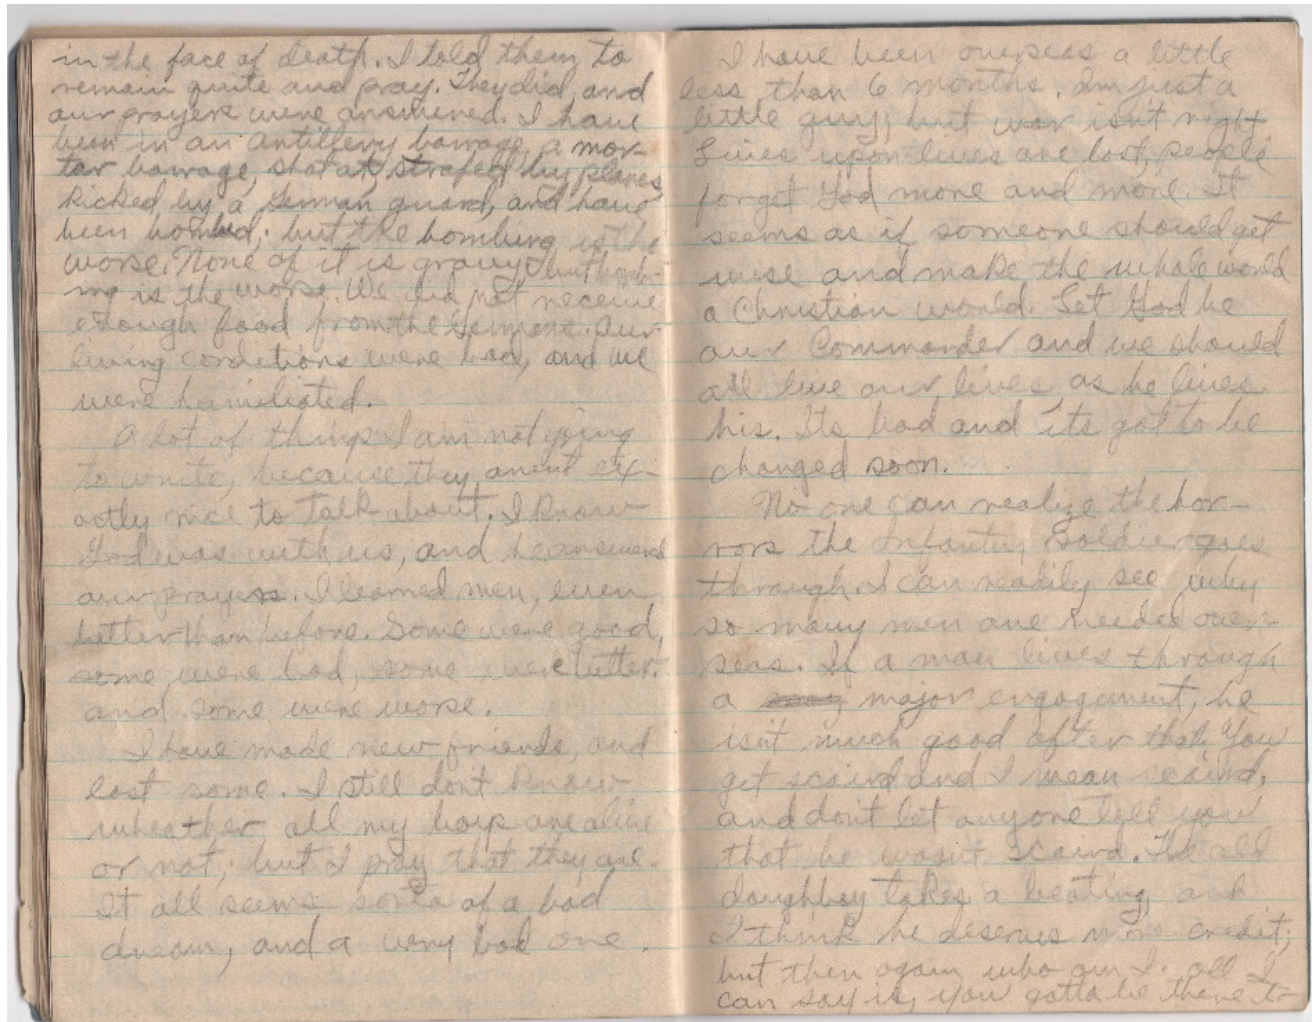 in the face of death. I told them to
remain quite and pray. They did, and
our prayers were answered. I have
been in an antillery barrage, a mor-
tar barrage, shot at, strafed by planes,
kicked by a German guard, and have
been bombed; but the bombing is the
worse. None of it is gravy, but bomb-
ing is the worse. We did not receive
enough food from the Germens. Our
living conditions were bad, and we
were humiliated.
A lot of things I am not going
to write, because they arent ex-
actly nice to talk about. I know
God was with us, and he answered
our prayers. I learned men, even
better than before. Some were good,
some were bad, some were better.
and some were worse.
I have made new friends, and
lost some. I still don't know
wheather all my boys are alive
or not; but I pray that they are.
It all seems sorta of a bad
dream, and a very bad one.
I have been overseas a little
less than 6 months. Im just a
little guy, but war isn't right.
Lives upon lives are lost, people
forget God more and more. It
seems as if someone should get
wise and make the whole world
a Christian world. Let God be
our Commander and we should
all live our lives as he lives
his. Its bad and its got to be
changed soon.
No one can realize the hor-
rors the Infantry Soldier goes
through. I can readily see why
so many men are needed over-
seas. If a man lives through
a major engagement, he
isn't much good after that. You
get scaird and I mean scaird,
and don't let anyone tell you
that he wasn't scaird. The old
doughboy takes a beating, and
I think he deserves more credit;
but then again who am I. all I
can say is, you gotta be there to